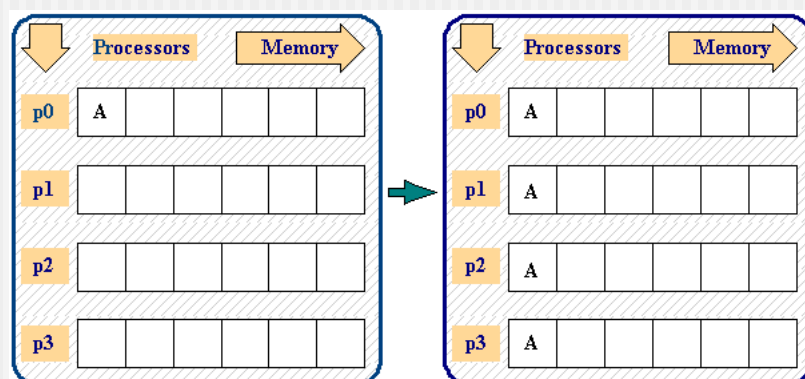 Processors Memory
p0 A
p1
p2
p3
Processors Memory
p0 A
p1 A
p2 A
p3 A